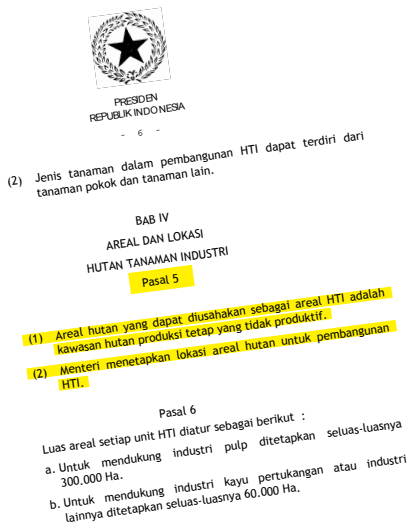 PRESIDEN
REPUBLIK INDONESIA
- 6 -
(2) Jenis tanaman dalam pembangunan HTI dapat terdiri dari
tanaman pokok dan tanaman lain.
BAB IV
AREAL DAN LOKASI
HUTAN TANAMAN INDUSTRI
Pasal 5
(1) Areal hutan yang dapat diusahakan sebagai areal HTI adalah
kawasan hutan produksi tetap yang tidak produktif.
(2) Menteri menetapkan lokasi areal hutan untuk pembangunan
HTI.
Pasal 6
Luas areal setiap unit HTI diatur sebagai berikut :
a. Untuk mendukung industri pulp ditetapkan seluas-luasnya
300.000 Ha.
b. Untuk mendukung industri kayu pertukangan atau industri
lainnya ditetapkan seluas-luasnya 60.000 Ha.